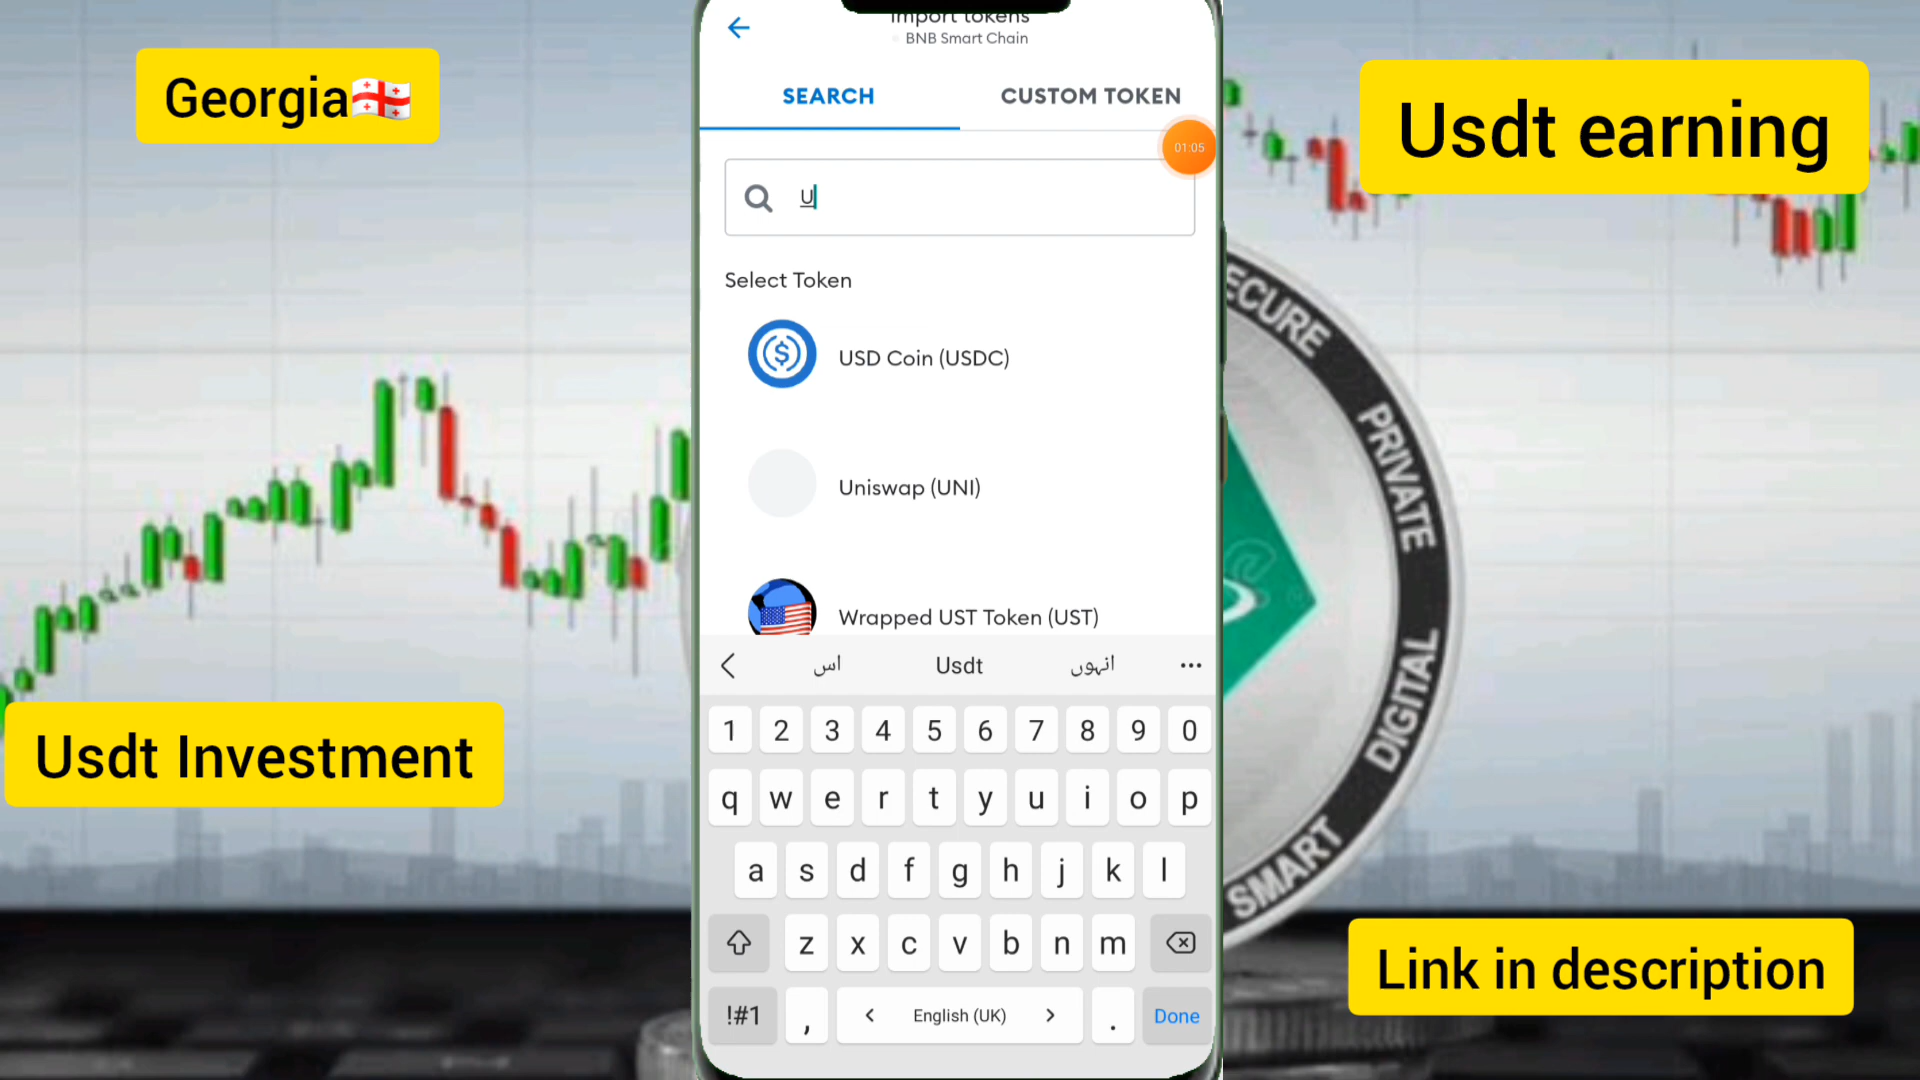 Georgia🇬🇪
Usdt earning
Usdt Investment
Link in description
Import tokens
BNB Smart Chain
SEARCH
CUSTOM TOKEN
01:05
U
Select Token
USD Coin (USDC)
Uniswap (UNI)
Wrapped UST Token (UST)
اس
Usdt
انہوں
1 2 3 4 5 6 7 8 9 0
q w e r t y u i o p
a s d f g h j k l
z x c v b n m
!#1 , < English (UK) > . Done
SECURE PRIVATE DIGITAL SMART